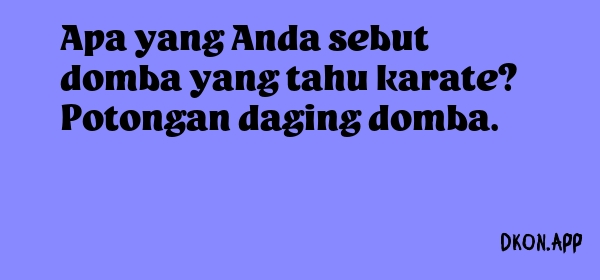 Apa yang Anda sebut
domba yang tahu karate?
Potongan daging domba.
DKON.APP